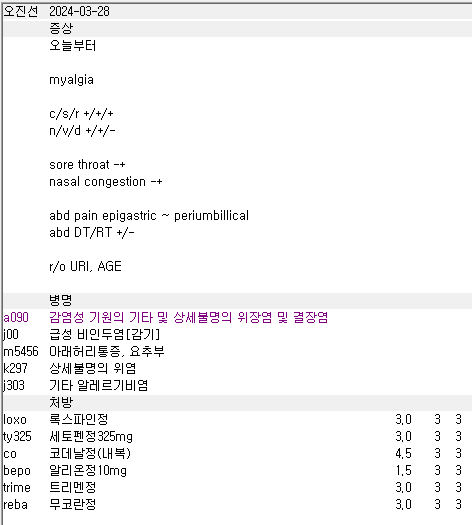 오진선 2024-03-28
증상
오늘부터
myalgia
c/s/r +/+/+
n/v/d +/+/-
sore throat -+
nasal congestion -+
abd pain epigastric ~ periumbillical
abd DT/RT +/-
r/o URI, AGE
병명
a090 감염성 기원의 기타 및 상세불명의 위장염 및 결장염
j00 급성 비인두염[감기]
m5456 아래허리통증, 요추부
k297 상세불명의 위염
j303 기타 알레르기비염
처방
loxo 록스파인정 3.0 3 3
ty325 세토펜정325mg 3.0 3 3
co 코데날정(내복) 4.5 3 3
bepo 알리온정10mg 1.5 3 3
trime 트리멘정 3.0 3 3
reba 무코란정 3.0 3 3